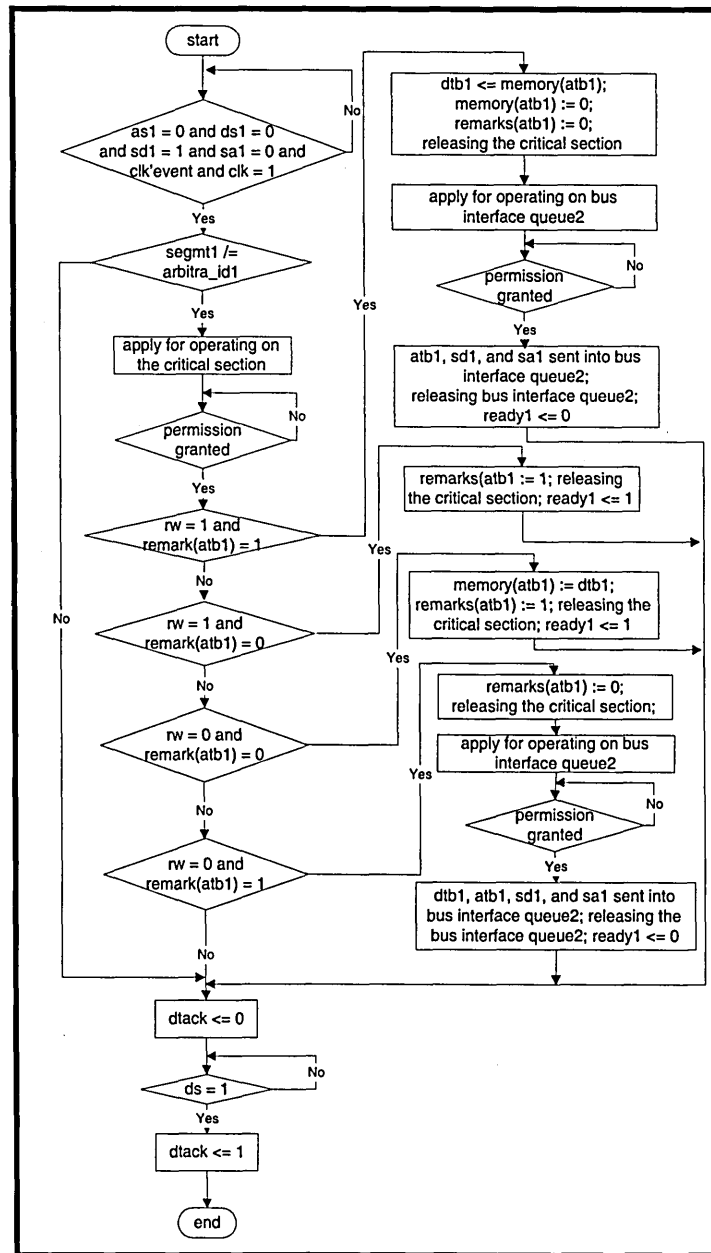 start
No
as1 = 0 and ds1 = 0
and sd1 = 1 and sa1 = 0 and
clk'event and clk = 1
Yes
segmt1 /=
arbitra_id1
Yes
apply for operating on
the critical section
No
permission
granted
Yes
rw = 1 and
remark(atb1) = 1
No
rw = 1 and
remark(atb1) = 0
No
No
rw = 0 and
remark(atb1) = 0
No
rw = 0 and
remark(atb1) = 1
No
dtack <= 0
No
ds = 1
Yes
dtack <= 1
end
Yes
dtb1 <= memory(atb1);
memory(atb1) := 0;
remarks(atb1) := 0;
releasing the critical section
apply for operating on bus
interface queue2
No
permission
granted
Yes
atb1, sd1, and sa1 sent into bus
interface queue2;
releasing bus interface queue2;
ready1 <= 0
Yes
remarks(atb1 := 1; releasing
the critical section; ready1 <= 1
Yes
memory(atb1) := dtb1;
remarks(atb1) := 1; releasing the
critical section; ready1 <= 1
Yes
remarks(atb1) := 0;
releasing the critical section;
apply for operating on bus
interface queue2
No
permission
granted
Yes
dtb1, atb1, sd1, and sa1 sent into
bus interface queue2; releasing the
bus interface queue2; ready1 <= 0